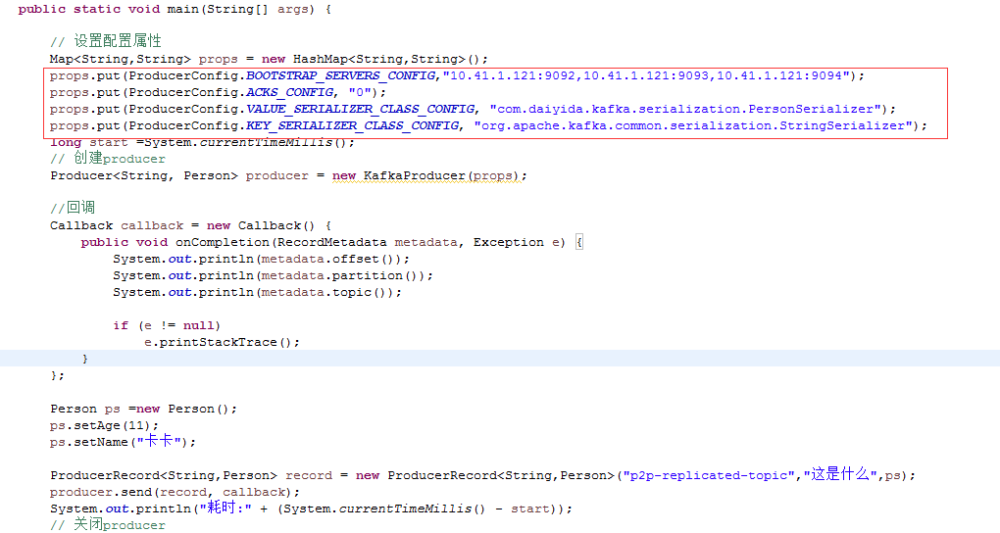 public static void main(String[] args) {
// 设置配置属性
Map<String,String> props = new HashMap<String,String>();
props.put(ProducerConfig.BOOTSTRAP_SERVERS_CONFIG,"10.41.1.121:9092,10.41.1.121:9093,10.41.1.121:9094");
props.put(ProducerConfig.ACKS_CONFIG, "0");
props.put(ProducerConfig.VALUE_SERIALIZER_CLASS_CONFIG, "com.daiyida.kafka.serialization.PersonSerializer");
props.put(ProducerConfig.KEY_SERIALIZER_CLASS_CONFIG, "org.apache.kafka.common.serialization.StringSerializer");
long start =System.currentTimeMillis();
// 创建producer
Producer<String, Person> producer = new KafkaProducer(props);
//回调
Callback callback = new Callback() {
public void onCompletion(RecordMetadata metadata, Exception e) {
System.out.println(metadata.offset());
System.out.println(metadata.partition());
System.out.println(metadata.topic());
if (e != null)
e.printStackTrace();
}
};
Person ps =new Person();
ps.setAge(11);
ps.setName("卡卡");
ProducerRecord<String,Person> record = new ProducerRecord<String,Person>("p2p-replicated-topic","这是什么",ps);
producer.send(record, callback);
System.out.println("耗时:" + (System.currentTimeMillis() - start));
// 关闭producer